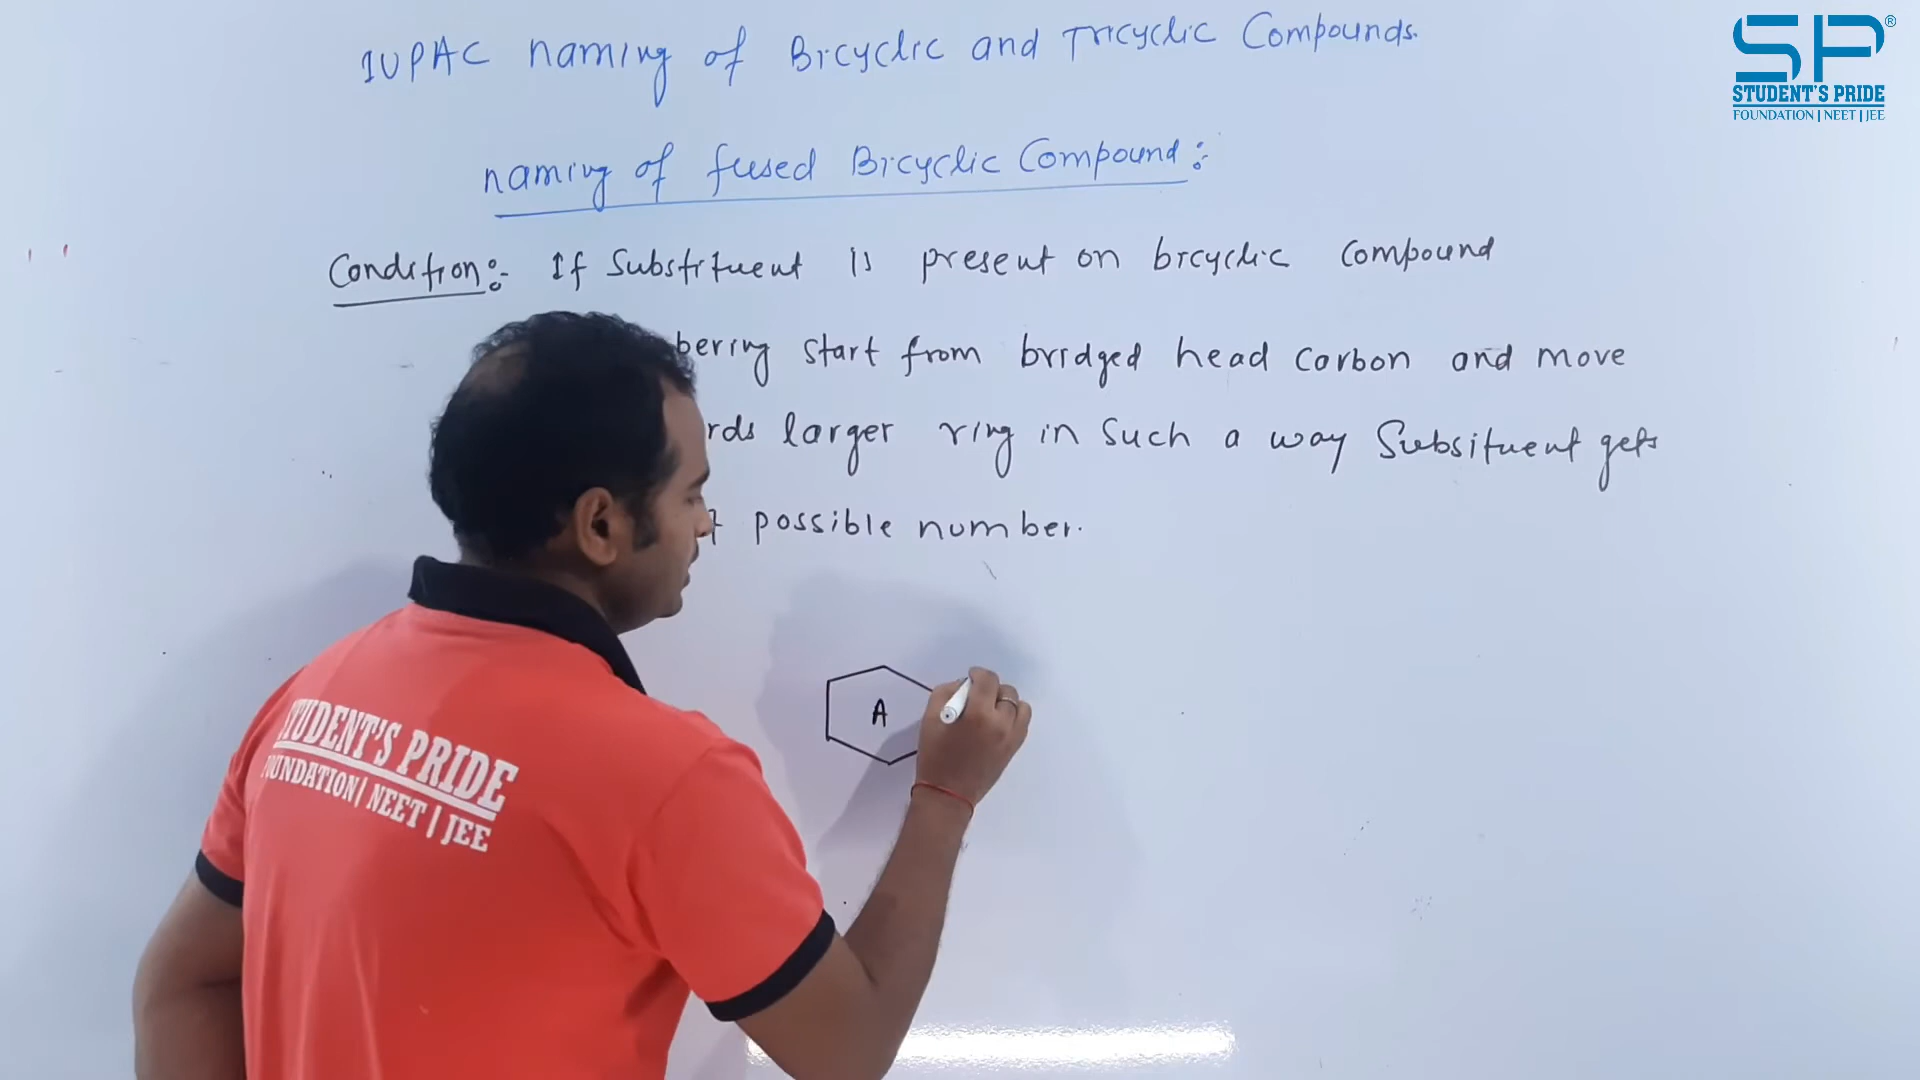 IUPAC naming of Bicyclic and Tricyclic Compounds.
naming of fused Bicyclic Compound:
Condition:- If Substituent is present on bicyclic compound
bering start from bridged head carbon and move
rds larger ring in such a way Subsituent gets
possible number.
A
SP®
STUDENT'S PRIDE
FOUNDATION | NEET | JEE
STUDENT'S PRIDE
FOUNDATION | NEET | JEE